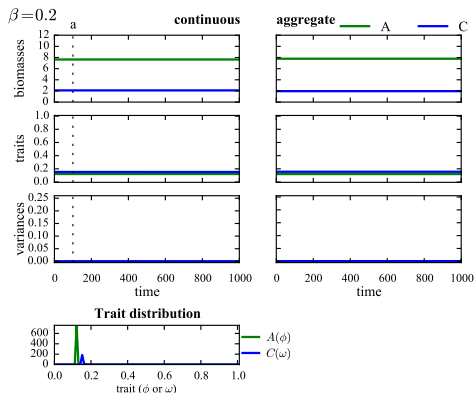 β=0.2
a
continuous
aggregate
A
C
biomasses
12
10
8
6
4
2
0
traits
1.0
0.8
0.6
0.4
0.2
0.0
variances
0.25
0.20
0.15
0.10
0.05
0.00
0 200 400 600 800 1000
time
0 200 400 600 800 1000
time
Trait distribution
600
400
200
0
A(ϕ)
C(ω)
0.0 0.2 0.4 0.6 0.8 1.0
trait (ϕ or ω)